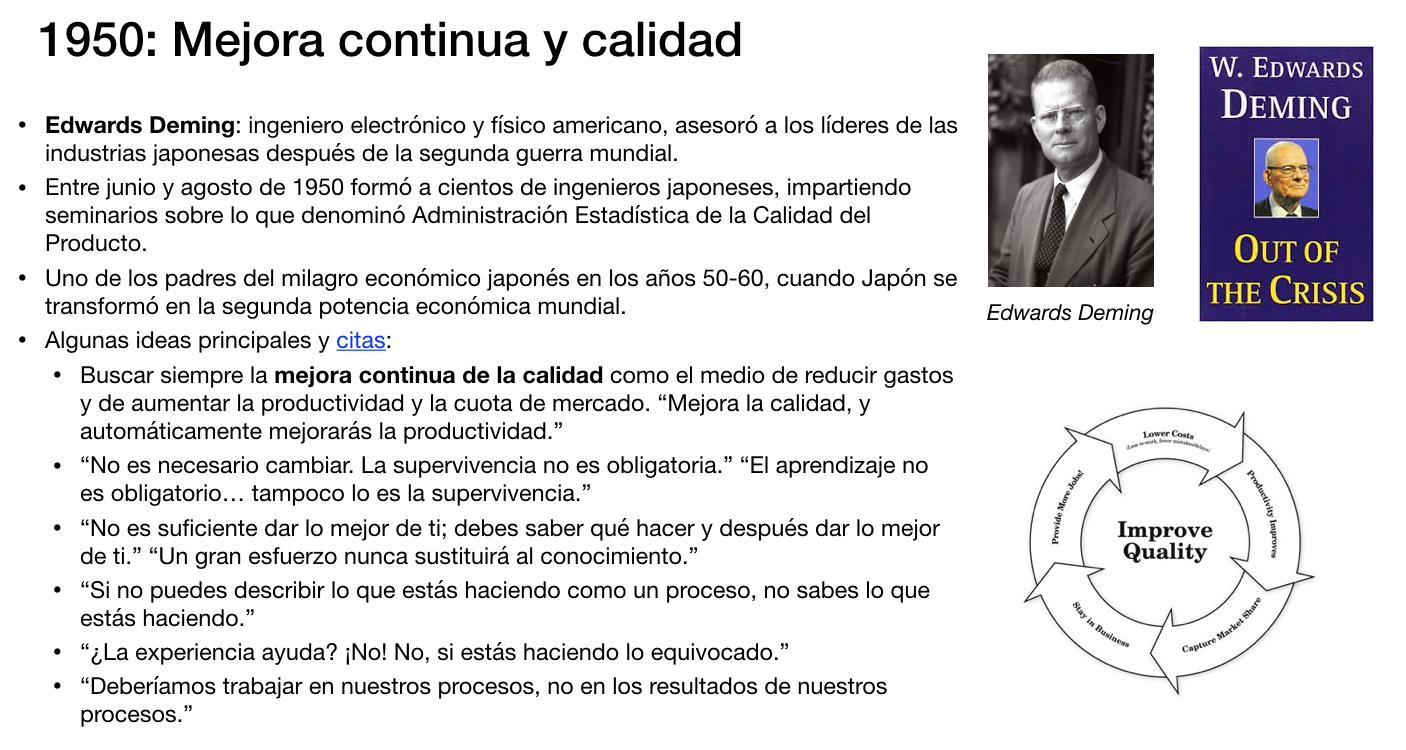 1950: Mejora continua y calidad
• Edwards Deming: ingeniero electrónico y físico americano, asesoró a los líderes de las
industrias japonesas después de la segunda guerra mundial.
• Entre junio y agosto de 1950 formó a cientos de ingenieros japoneses, impartiendo
seminarios sobre lo que denominó Administración Estadística de la Calidad del
Producto.
• Uno de los padres del milagro económico japonés en los años 50-60, cuando Japón se
transformó en la segunda potencia económica mundial.
• Algunas ideas principales y citas:
• Buscar siempre la mejora continua de la calidad como el medio de reducir gastos
y de aumentar la productividad y la cuota de mercado. “Mejora la calidad, y
automáticamente mejorarás la productividad.”
• “No es necesario cambiar. La supervivencia no es obligatoria.” “El aprendizaje no
es obligatorio… tampoco lo es la supervivencia.”
• “No es suficiente dar lo mejor de ti; debes saber qué hacer y después dar lo mejor
de ti.” “Un gran esfuerzo nunca sustituirá al conocimiento.”
• “Si no puedes describir lo que estás haciendo como un proceso, no sabes lo que
estás haciendo.”
• “¿La experiencia ayuda? ¡No! No, si estás haciendo lo equivocado.”
• “Deberíamos trabajar en nuestros procesos, no en los resultados de nuestros
procesos.”
Edwards Deming
W. EDWARDS
DEMING
OUT OF
THE CRISIS
Lower Costs
(Less re-work, fewer mistakes/delays)
Productivity Improves
Capture Market Share
Stay in Business
Provide More Jobs!
Improve
Quality